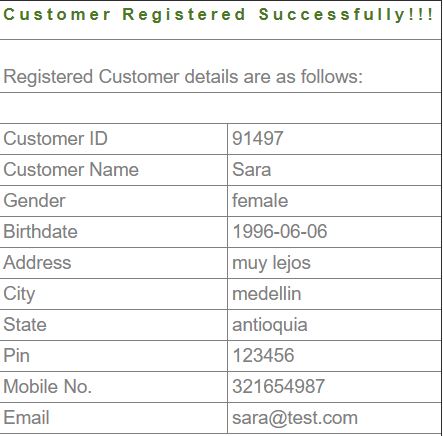 Customer Registered Successfully!!!
Registered Customer details are as follows:
Customer ID 91497
Customer Name Sara
Gender female
Birthdate 1996-06-06
Address muy lejos
City medellin
State antioquia
Pin 123456
Mobile No. 321654987
Email sara@test.com